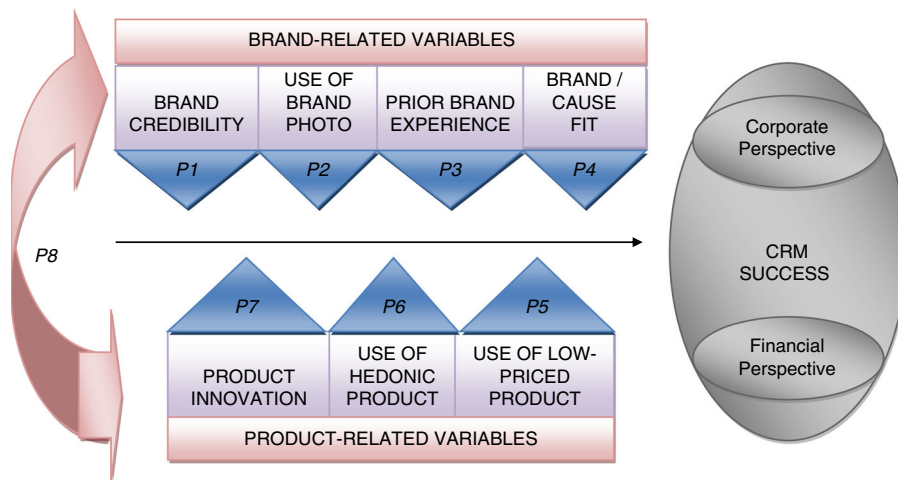 BRAND-RELATED VARIABLES
BRAND
CREDIBILITY
USE OF
BRAND
PHOTO
PRIOR BRAND
EXPERIENCE
BRAND /
CAUSE
FIT
P1
P2
P3
P4
P8
P7
P6
P5
PRODUCT
INNOVATION
USE OF
HEDONIC
PRODUCT
USE OF LOW-
PRICED
PRODUCT
PRODUCT-RELATED VARIABLES
Corporate
Perspective
CRM
SUCCESS
Financial
Perspective